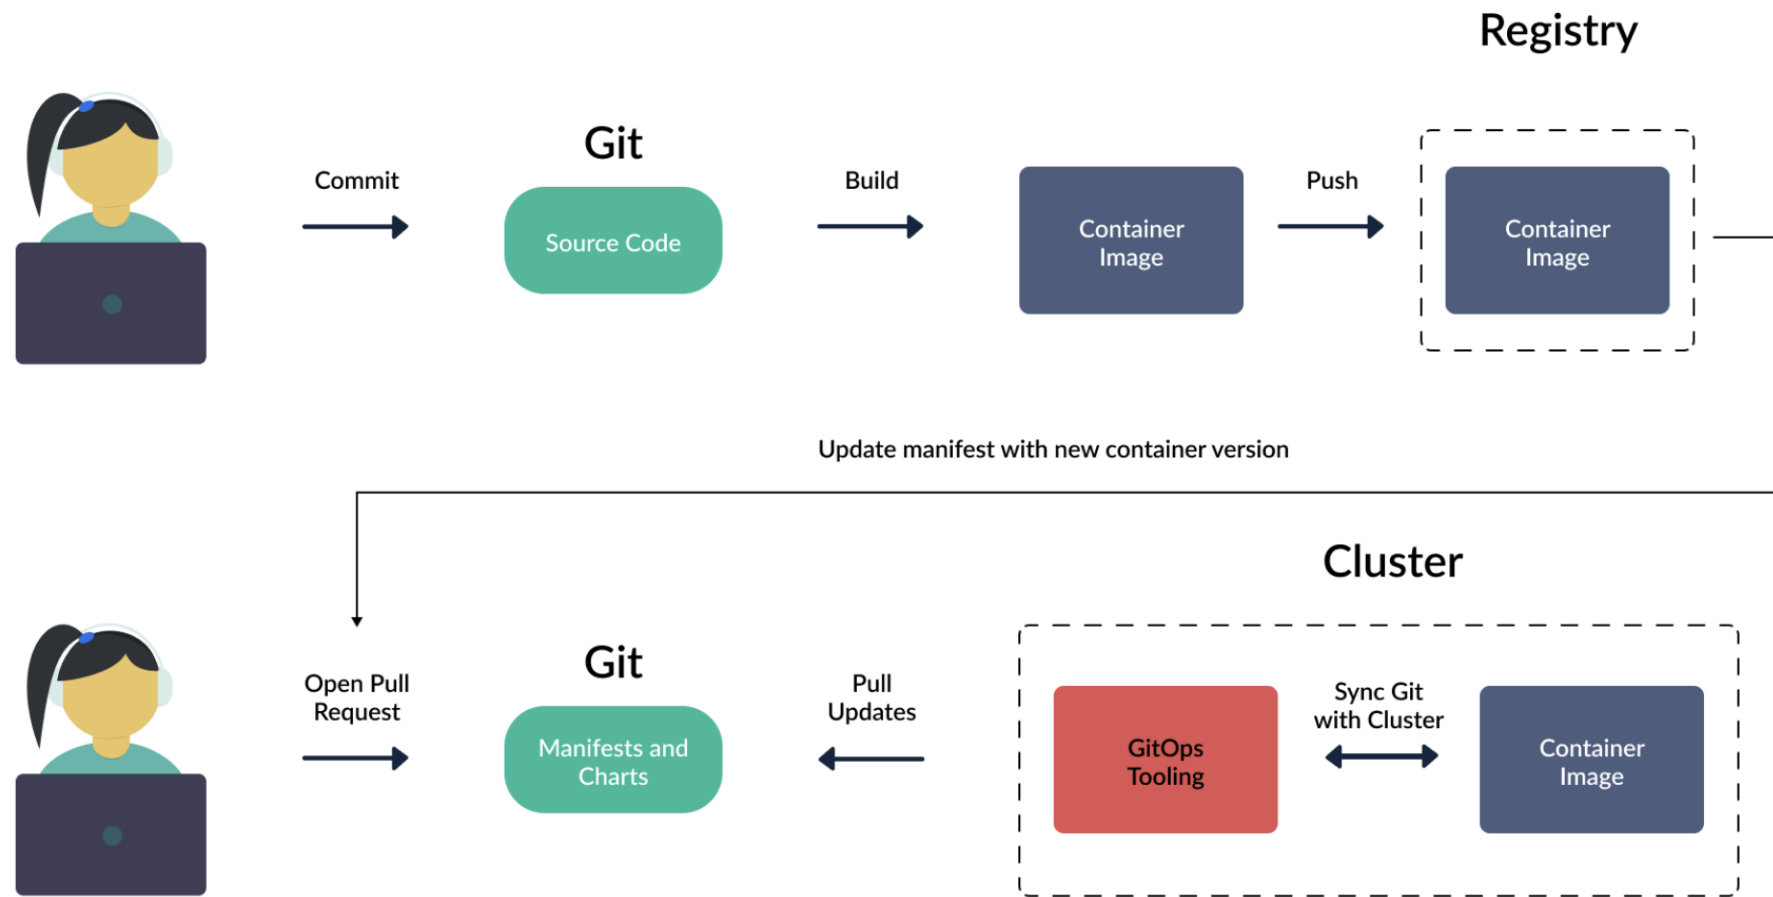 Registry
Git
Commit
Source Code
Build
Container
Image
Push
Container
Image
Update manifest with new container version
Cluster
Git
Open Pull
Request
Manifests and
Charts
Pull
Updates
GitOps
Tooling
Sync Git
with Cluster
Container
Image